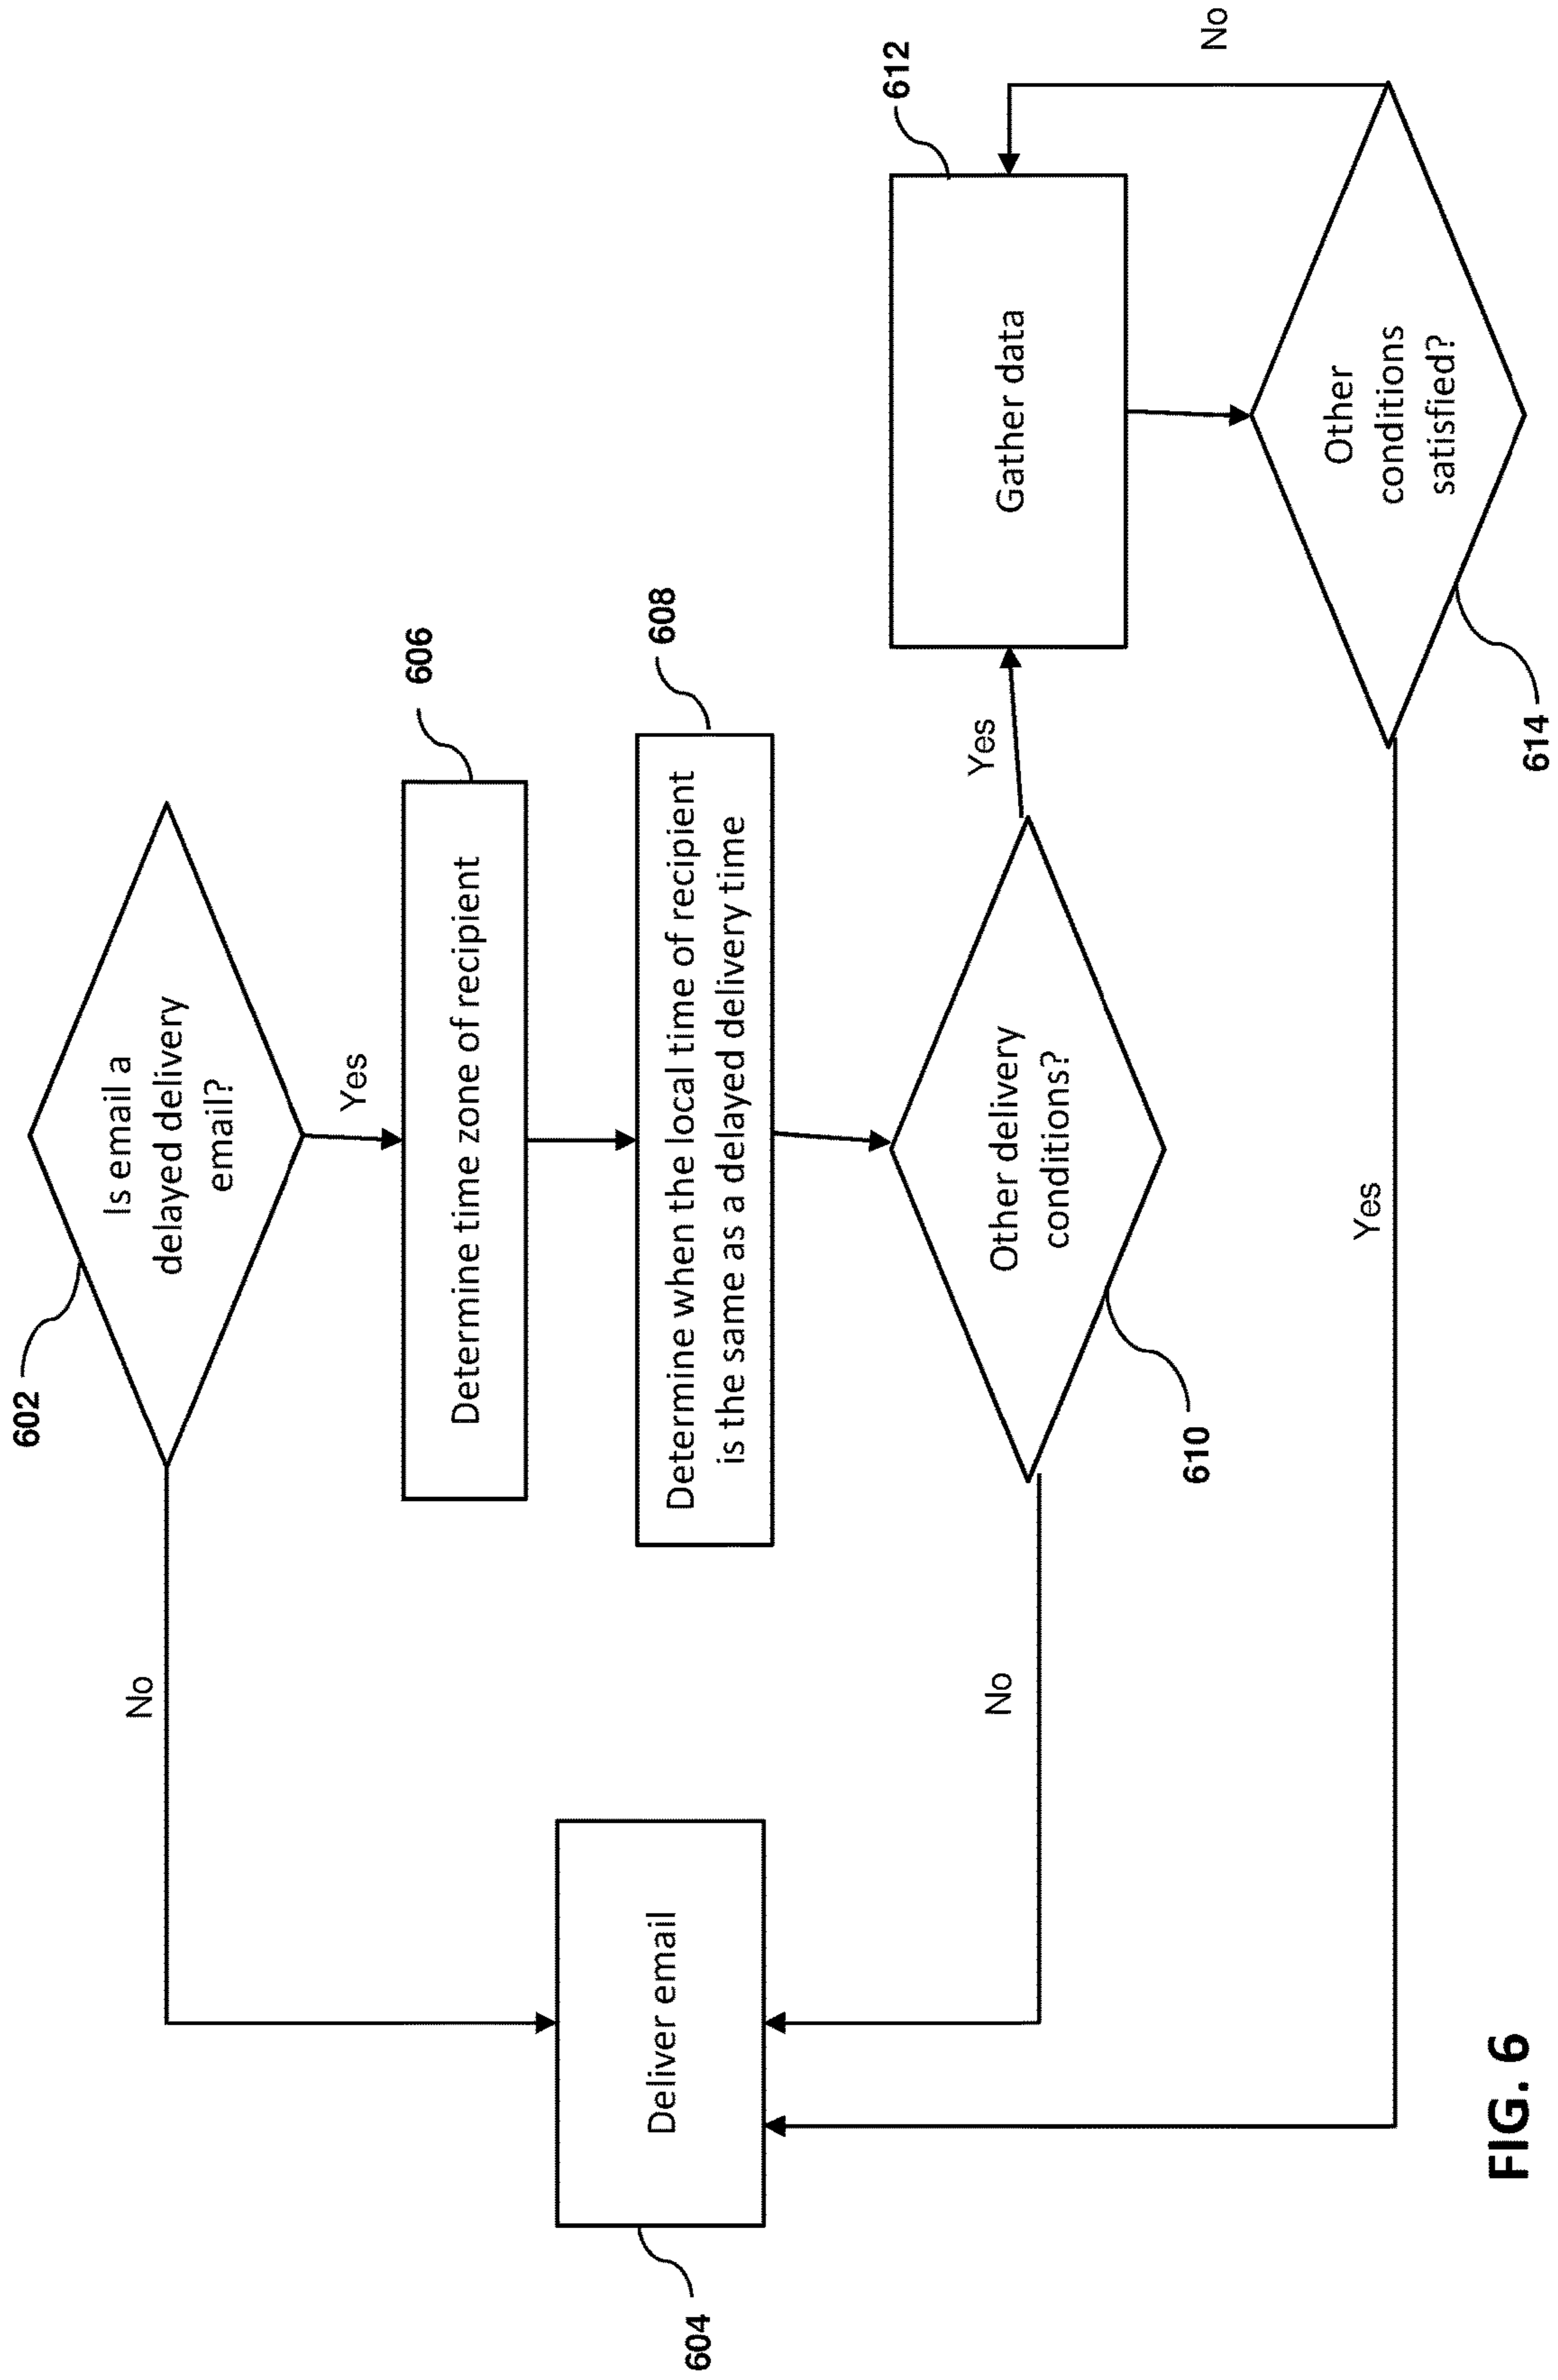 602
Is email a
delayed delivery
email?
No
Yes
606
Determine time zone of recipient
608
Determine when the local time of recipient
is the same as a delayed delivery time
604
Deliver email
Other delivery
conditions?
610
No
Yes
612
Gather data
Other
conditions
satisfied?
614
No
Yes
FIG. 6